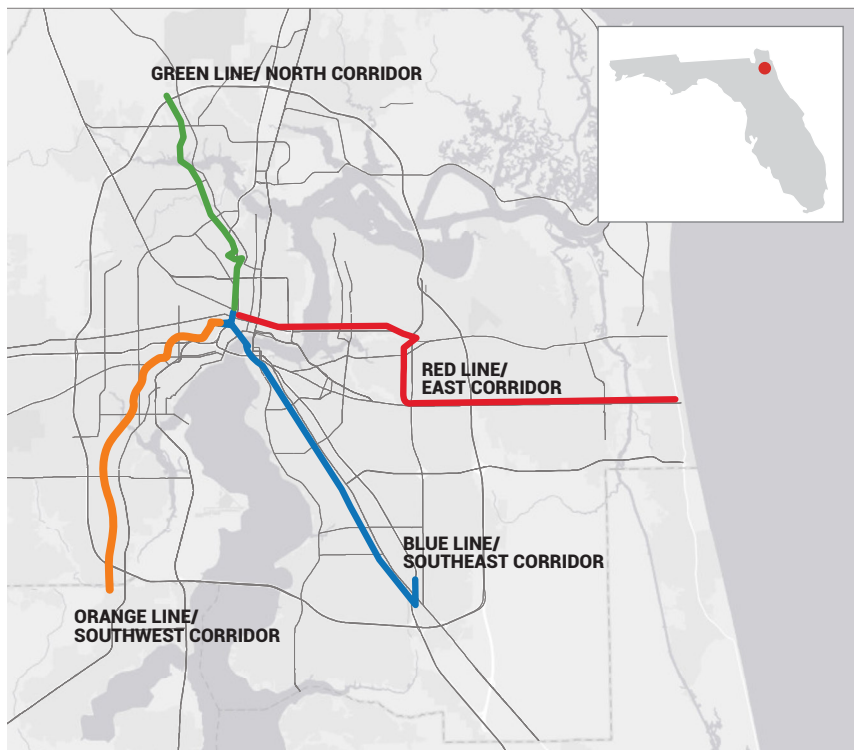 GREEN LINE/ NORTH CORRIDOR
RED LINE/
EAST CORRIDOR
BLUE LINE/
SOUTHEAST CORRIDOR
ORANGE LINE/
SOUTHWEST CORRIDOR